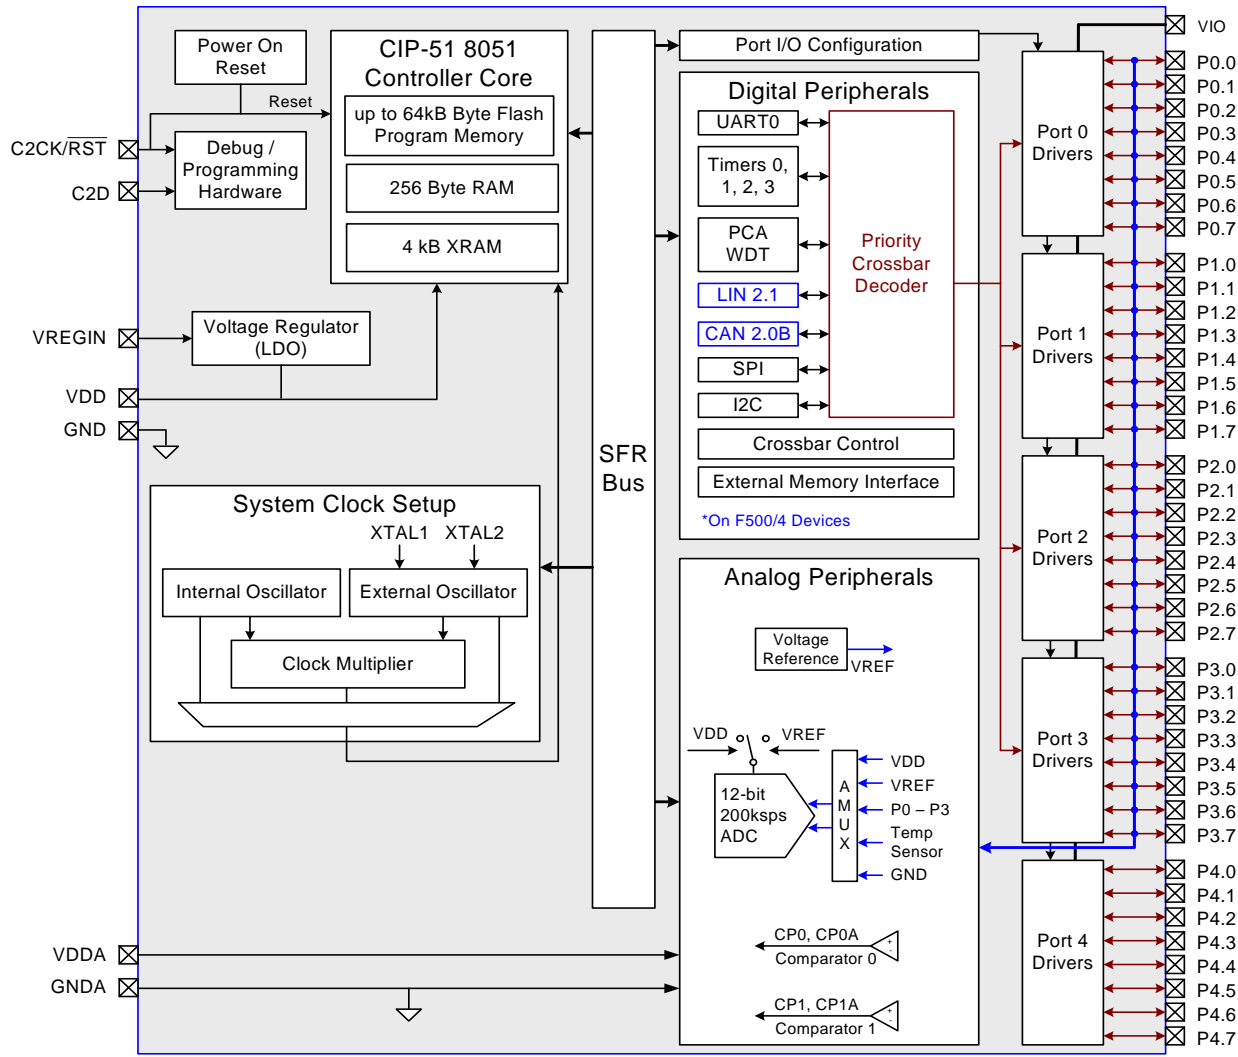 Power On
Reset
Reset
C2CK/RST
C2D
Debug /
Programming
Hardware
CIP-51 8051
Controller Core
up to 64kB Byte Flash
Program Memory
256 Byte RAM
4 kB XRAM
VREGIN
Voltage Regulator
(LDO)
VDD
GND
System Clock Setup
XTAL1
XTAL2
Internal Oscillator
External Oscillator
Clock Multiplier
VDDA
GNDA
SFR
Bus
Port I/O Configuration
Digital Peripherals
UART0
Timers 0,
1, 2, 3
PCA
WDT
LIN 2.1
CAN 2.0B
SPI
I2C
Priority
Crossbar
Decoder
Crossbar Control
External Memory Interface
*On F500/4 Devices
Analog Peripherals
Voltage
Reference
VREF
VDD
VREF
12-bit
200ksps
ADC
A
M
U
X
VDD
VREF
P0 – P3
Temp
Sensor
GND
CP0, CP0A
+
-
Comparator 0
CP1, CP1A
+
-
Comparator 1
Port 0
Drivers
Port 1
Drivers
Port 2
Drivers
Port 3
Drivers
Port 4
Drivers
VIO
P0.0
P0.1
P0.2
P0.3
P0.4
P0.5
P0.6
P0.7
P1.0
P1.1
P1.2
P1.3
P1.4
P1.5
P1.6
P1.7
P2.0
P2.1
P2.2
P2.3
P2.4
P2.5
P2.6
P2.7
P3.0
P3.1
P3.2
P3.3
P3.4
P3.5
P3.6
P3.7
P4.0
P4.1
P4.2
P4.3
P4.4
P4.5
P4.6
P4.7